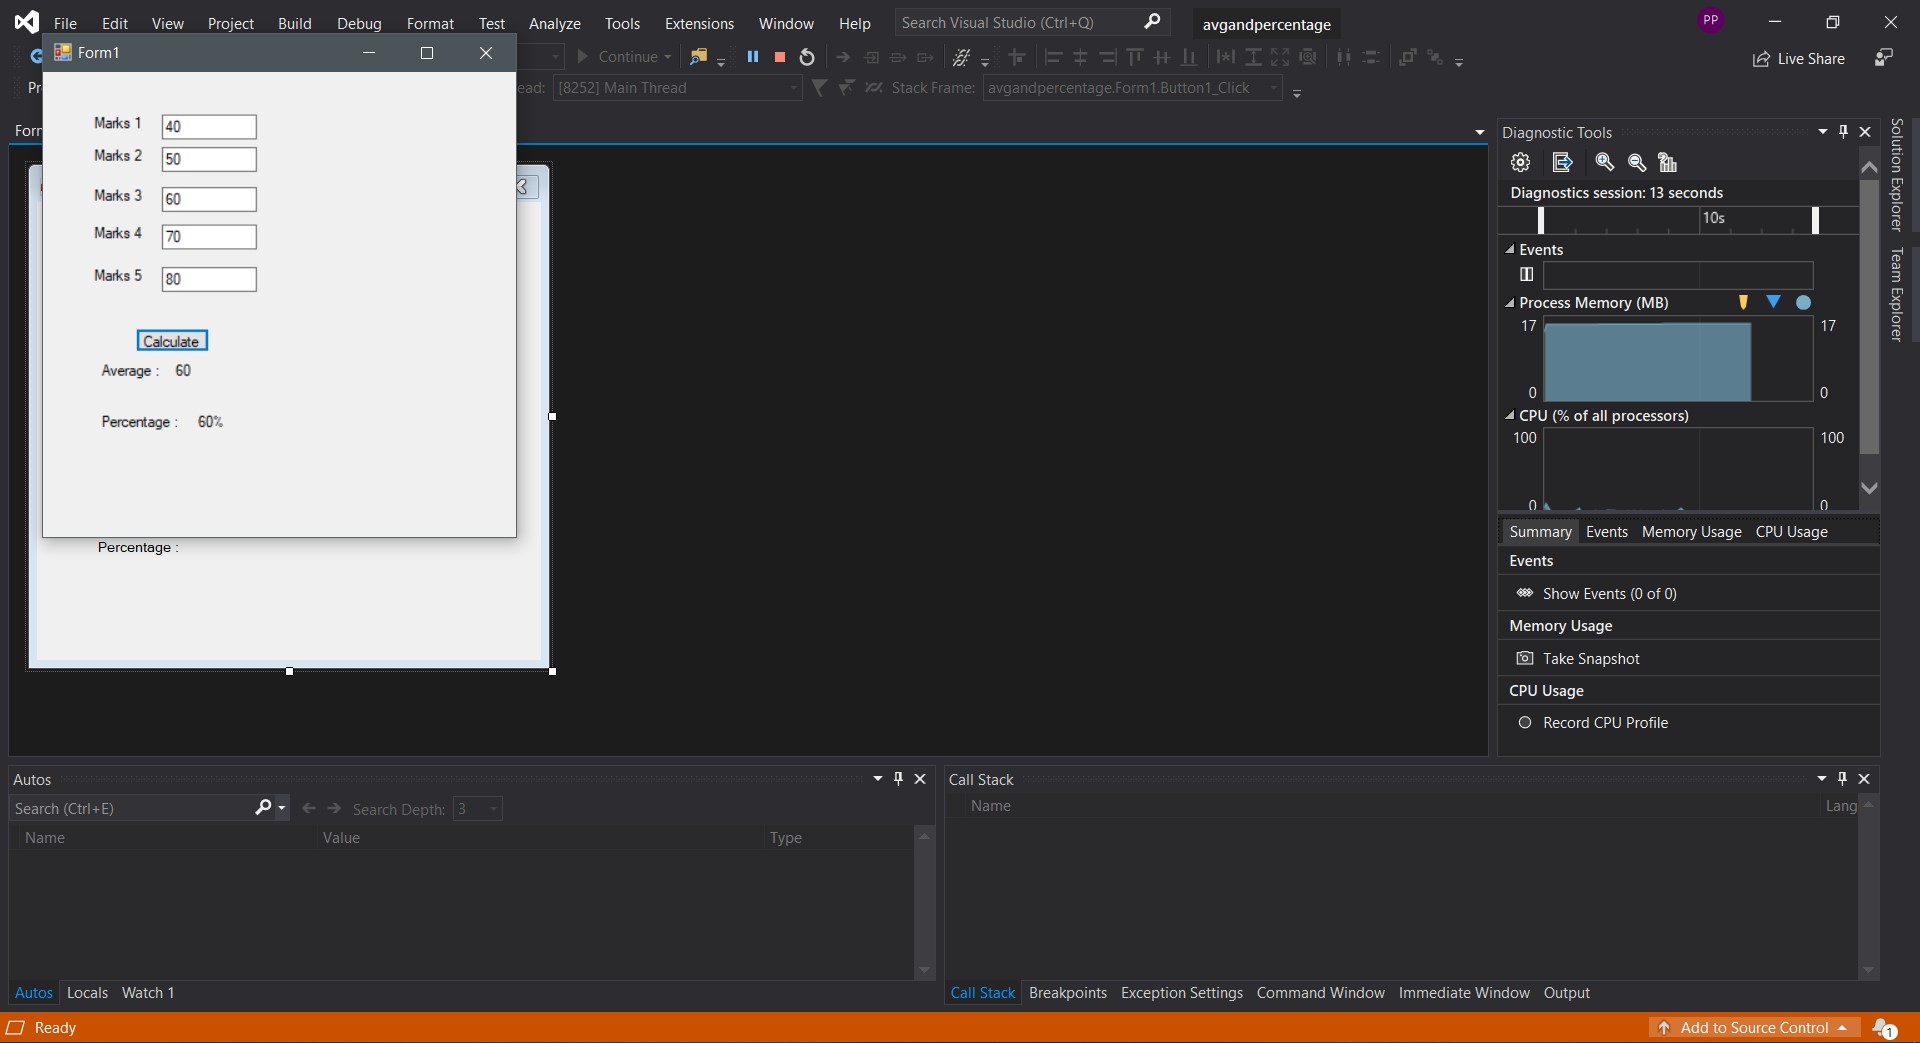 File Edit View Project Build Debug Format Test Analyze Tools Extensions Window Help Search Visual Studio (Ctrl+Q) avgandpercentage PP
Form1
Continue
Live Share
[8252] Main Thread Stack Frame: avgandpercentage.Form1.Button1_Click
Marks 1 40
Marks 2 50
Marks 3 60
Marks 4 70
Marks 5 80
Calculate
Average : 60
Percentage : 60%
Percentage :
Diagnostic Tools
Diagnostics session: 13 seconds
10s
Events
Process Memory (MB)
17 17
0 0
CPU (% of all processors)
100 100
0 0
Summary Events Memory Usage CPU Usage
Events
Show Events (0 of 0)
Memory Usage
Take Snapshot
CPU Usage
Record CPU Profile
Solution Explorer
Team Explorer
Autos
Search (Ctrl+E) Search Depth: 3
Name Value Type
Autos Locals Watch 1
Call Stack
Name Lang
Call Stack Breakpoints Exception Settings Command Window Immediate Window Output
Ready
Add to Source Control 1